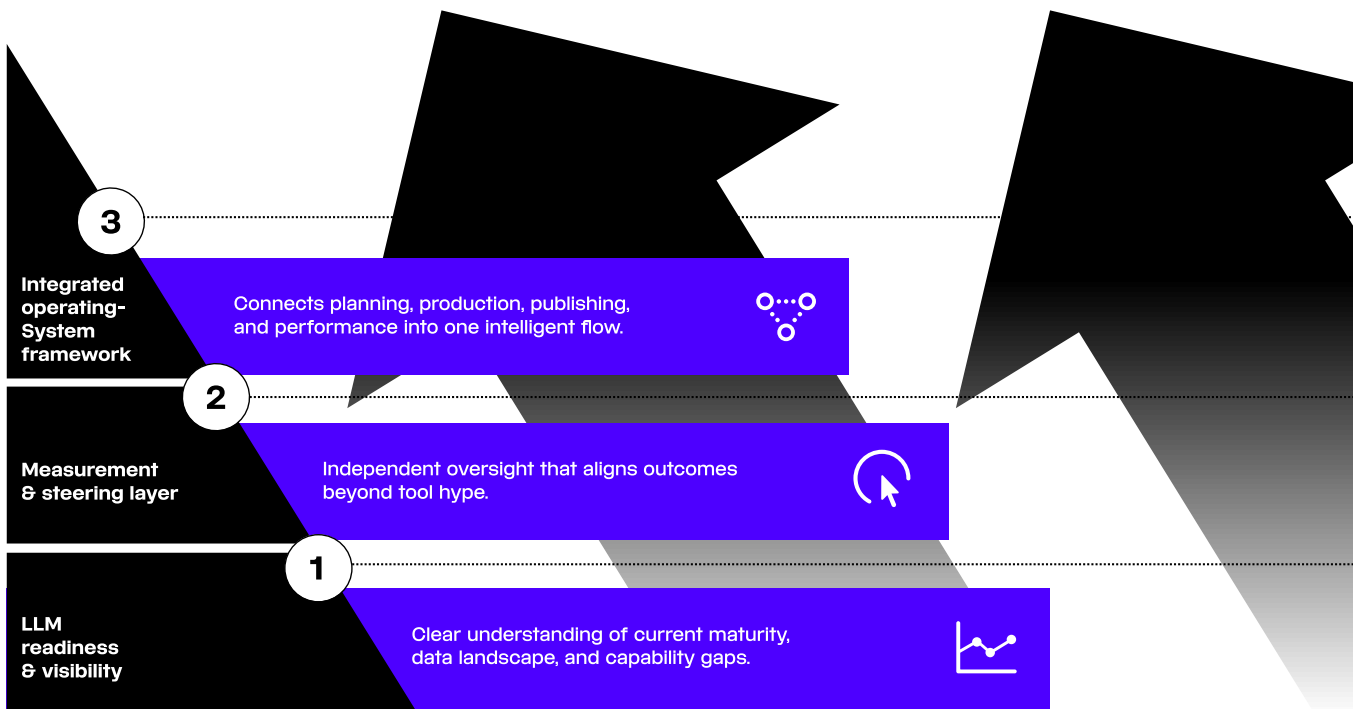 3
Integrated
operating-
System
framework
Connects planning, production, publishing,
and performance into one intelligent flow.
2
Measurement
& steering layer
Independent oversight that aligns outcomes
beyond tool hype.
1
LLM
readiness
& visibility
Clear understanding of current maturity,
data landscape, and capability gaps.